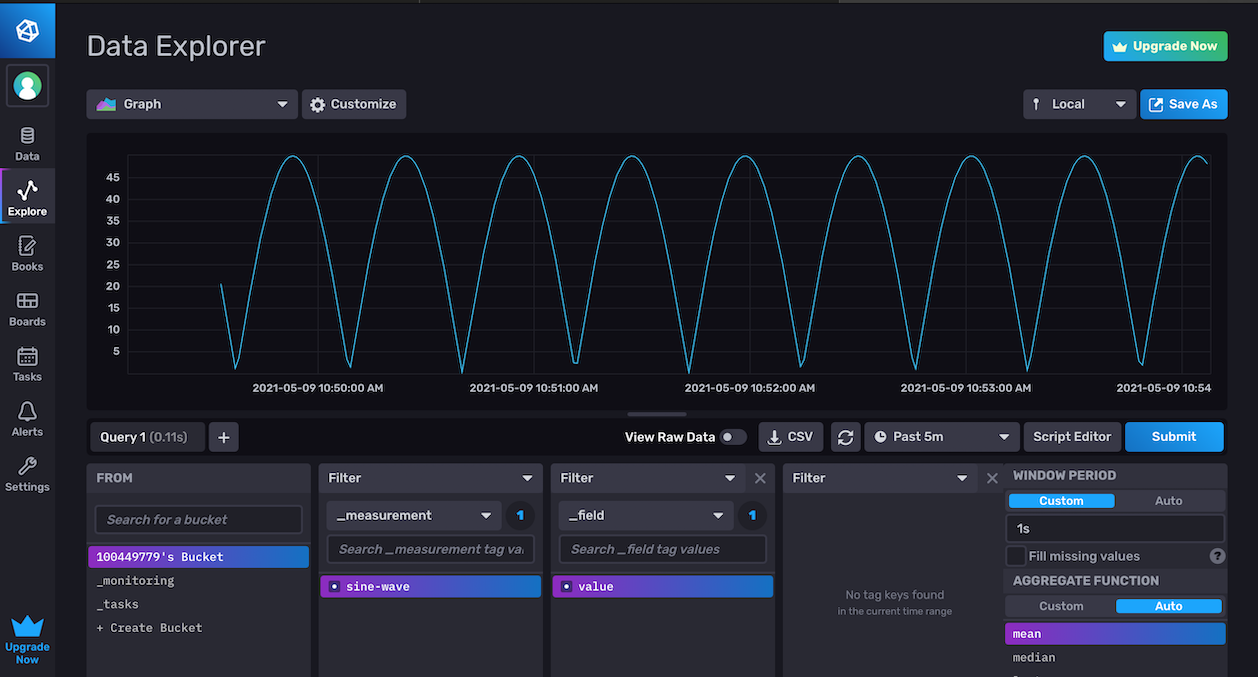 Data Explorer
Upgrade Now
Graph
Customize
Local
Save As
Data
Explore
Books
Boards
Tasks
Alerts
Settings
Upgrade
Now
45
40
35
30
25
20
15
10
5
2021-05-09 10:50:00 AM
2021-05-09 10:51:00 AM
2021-05-09 10:52:00 AM
2021-05-09 10:53:00 AM
2021-05-09 10:54
Query 1 (0.11s)
+
View Raw Data
CSV
Past 5m
Script Editor
Submit
FROM
Search for a bucket
100449779's Bucket
_monitoring
_tasks
+ Create Bucket
Filter
_measurement
1
Search _measurement tag va
sine-wave
Filter
_field
1
Search _field tag values
value
Filter
No tag keys found
in the current time range
WINDOW PERIOD
Custom
Auto
1s
Fill missing values
?
AGGREGATE FUNCTION
Custom
Auto
mean
median